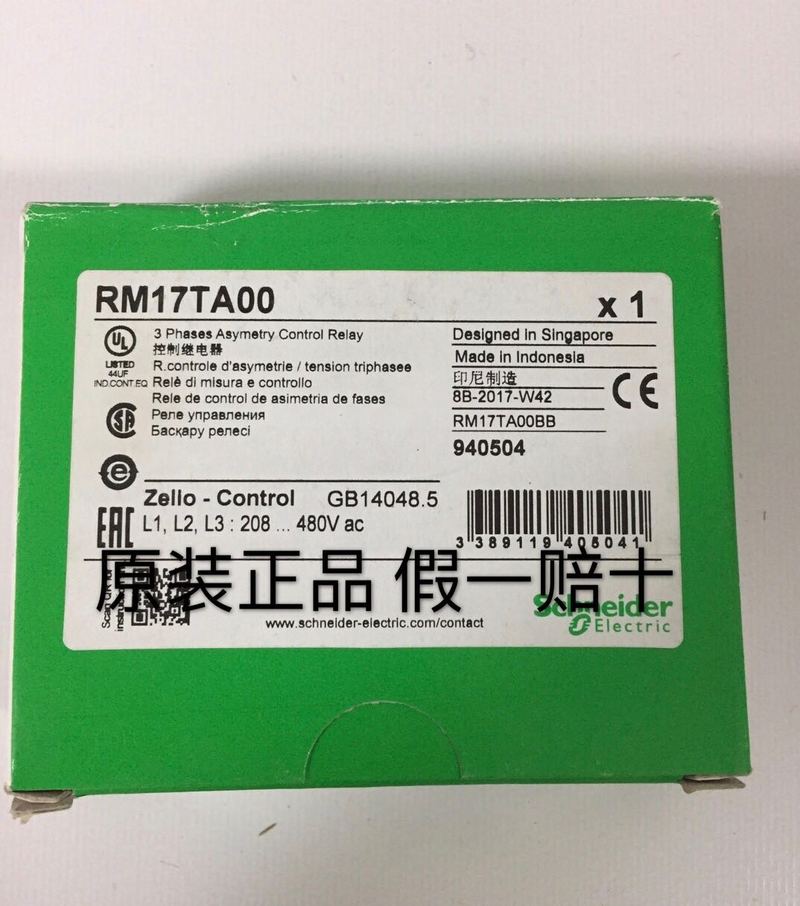 RM17TA00
x 1
UL
LISTED
44UF
IND.CONT.EQ
3 Phases Asymetry Control Relay
控制继电器
R.controle d'asymetrie / tension triphasee
Relè di misura e controllo
Rele de control de asimetria de fases
Реле управления
Басқару релесі
Designed in Singapore
Made in Indonesia
印尼制造
8B-2017-W42
RM17TA00BB
940504
CE
Zelio - Control GB14048.5
L1, L2, L3 : 208 ... 480V ac
EAC
3 389119 405041
原装正品 假一赔十
Schneider
Electric
www.schneider-electric.com/contact